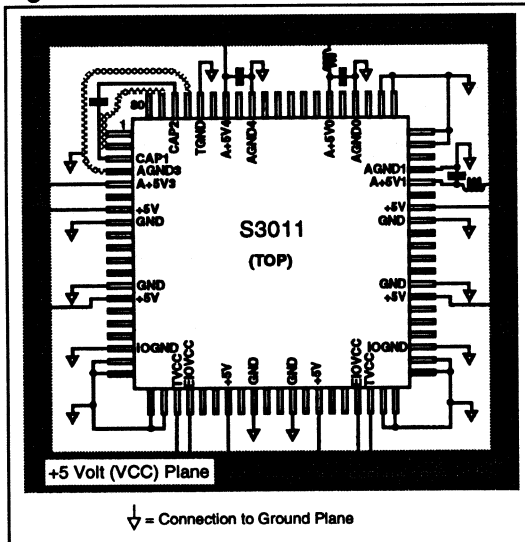 80
CAP2
TGND
A+5V4
AGND4
A+5V0
AGND0
1
CAP1
AGND3
A+5V3
+5V
GND
GND
+5V
IOGND
S3011
(TOP)
AGND1
A+5V1
+5V
GND
GND
+5V
IOGND
TVCC
EIOVCC
+5V
GND
GND
+5V
EIOVCC
TVCC
+5 Volt (VCC) Plane
= Connection to Ground Plane